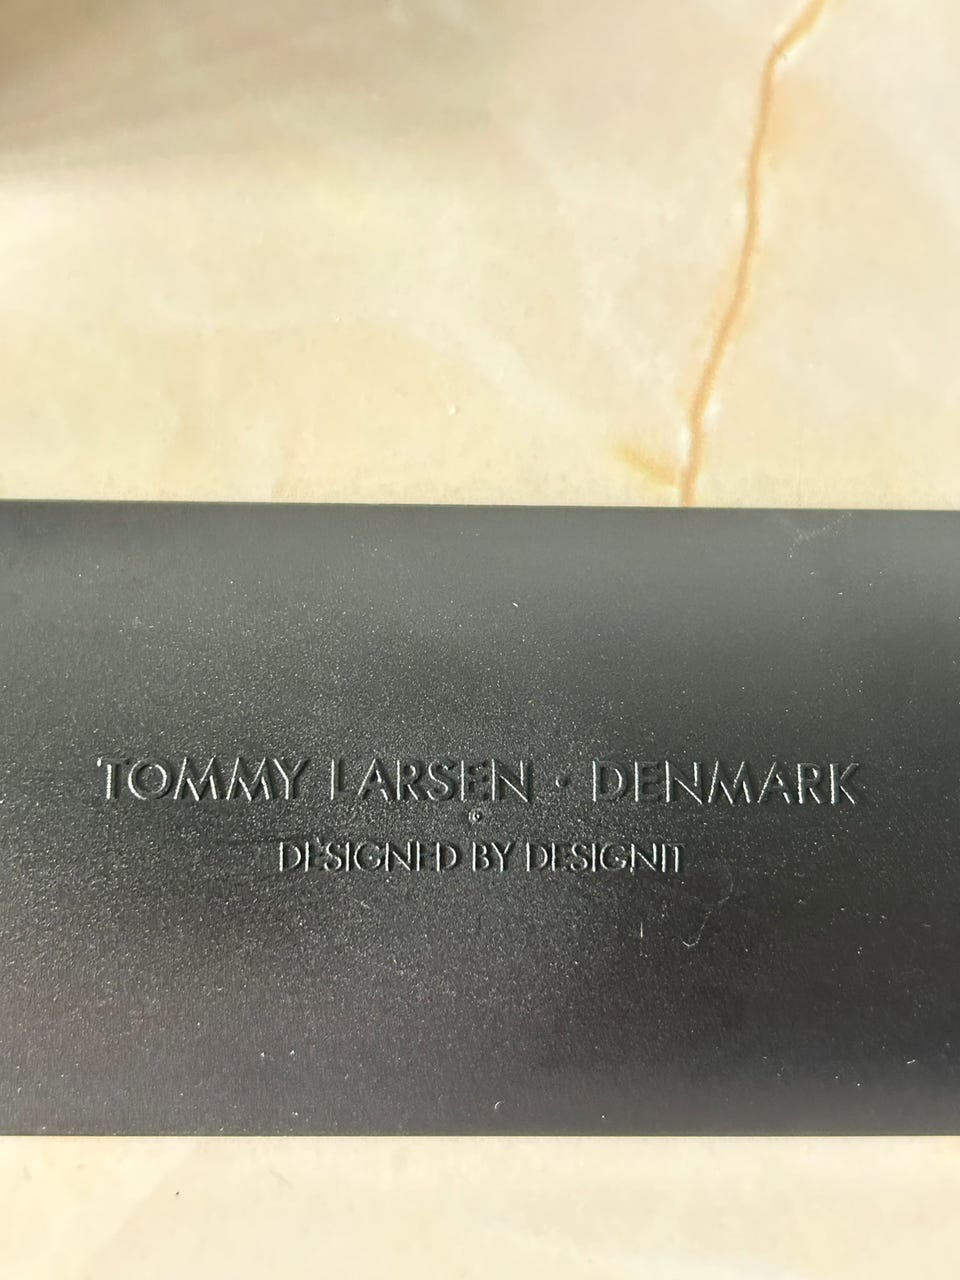 TOMMY LARSEN · DENMARK
©
DESIGNED BY DESIGNIT